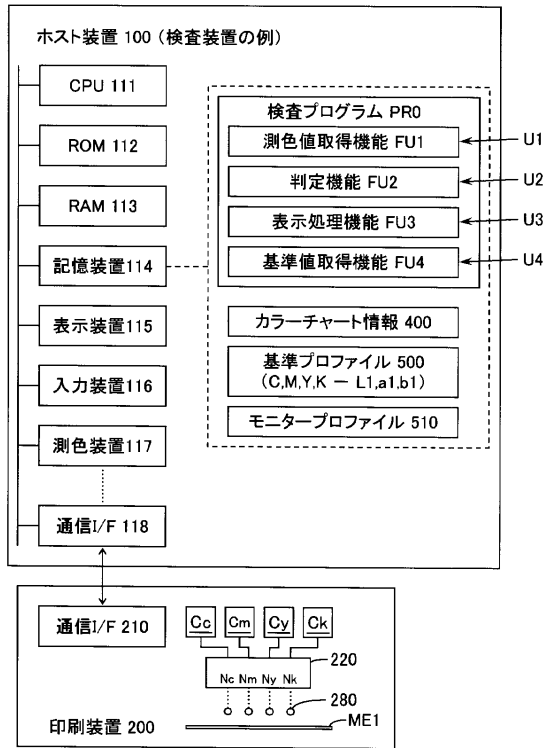 ホスト装置 100 (検査装置の例)
CPU 111
ROM 112
RAM 113
記憶装置114
表示装置115
入力装置116
測色装置117
通信I/F 118
検査プログラム PR0
測色値取得機能 FU1
U1
判定機能 FU2
U2
表示処理機能 FU3
U3
基準値取得機能 FU4
U4
カラーチャート情報 400
基準プロファイル 500
(C,M,Y,K − L1,a1,b1)
モニタープロファイル 510
通信I/F 210
Cc Cm Cy Ck
220
Nc Nm Ny Nk
280
ME1
印刷装置 200